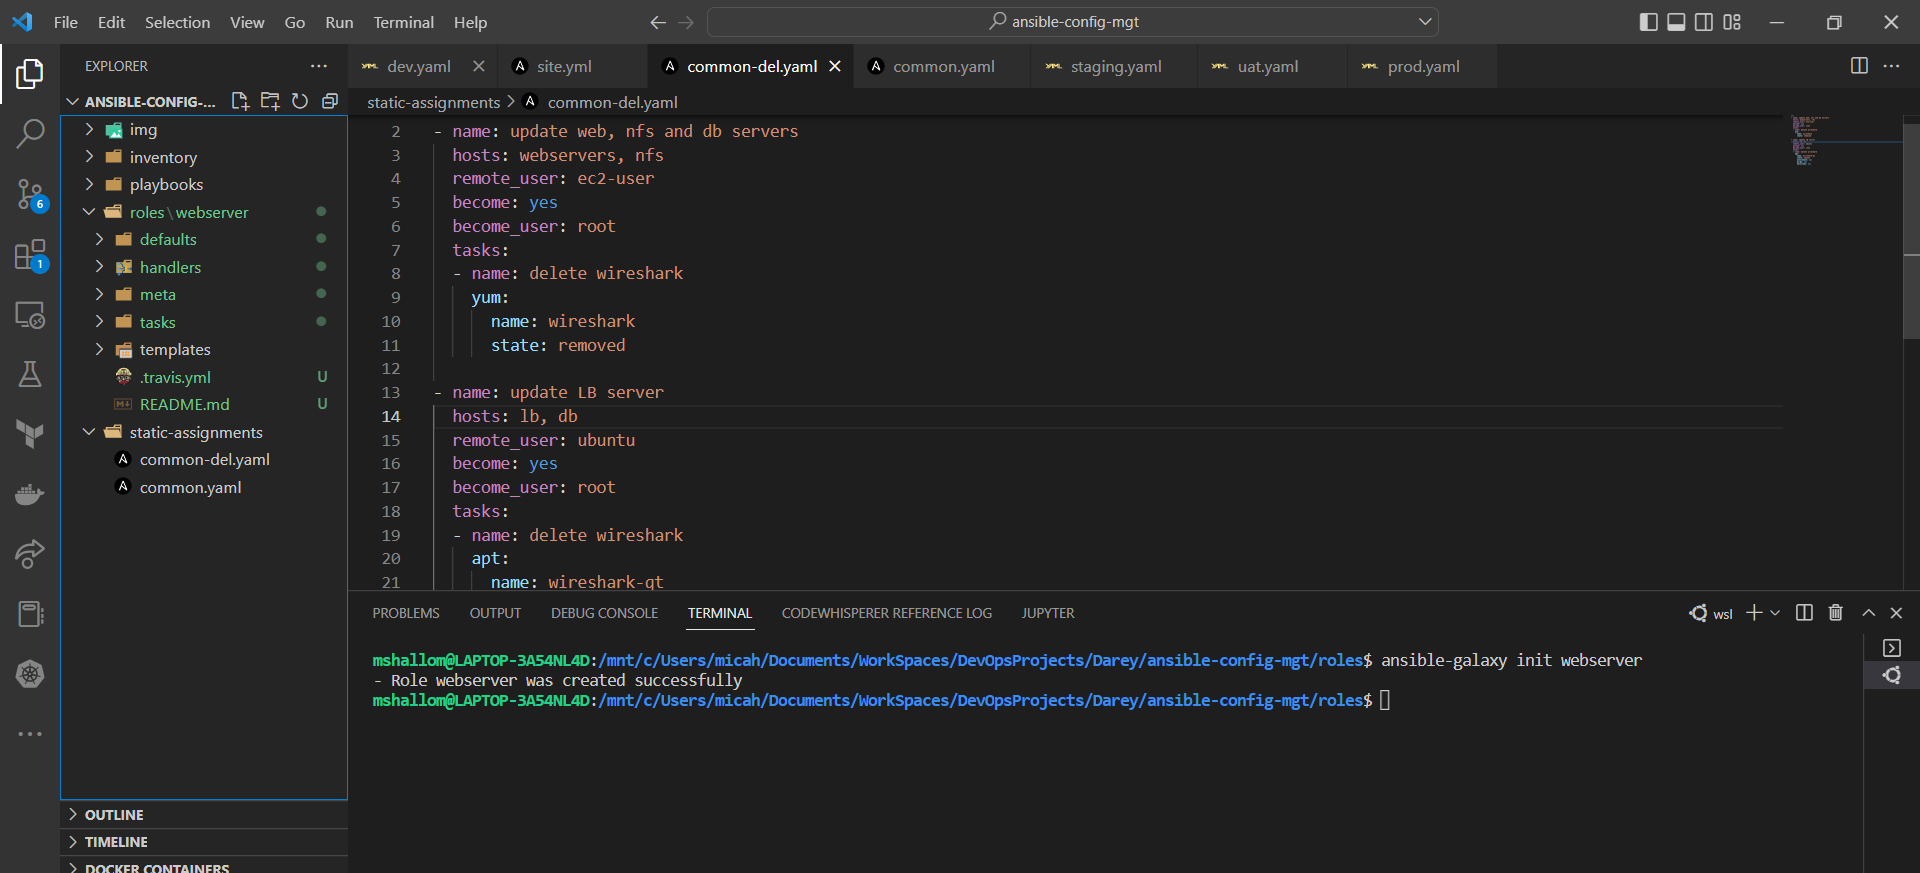 File Edit Selection View Go Run Terminal Help
ansible-config-mgt
EXPLORER
dev.yaml
site.yml
common-del.yaml
common.yaml
staging.yaml
uat.yaml
prod.yaml
ANSIBLE-CONFIG-...
static-assignments > common-del.yaml
img
inventory
playbooks
roles\webserver
defaults
handlers
meta
tasks
templates
.travis.yml U
README.md U
static-assignments
common-del.yaml
common.yaml
6
1
OUTLINE
TIMELINE
DOCKER CONTAINERS
2 - name: update web, nfs and db servers
3 hosts: webservers, nfs
4 remote_user: ec2-user
5 become: yes
6 become_user: root
7 tasks:
8 - name: delete wireshark
9 yum:
10 name: wireshark
11 state: removed
12
13 - name: update LB server
14 hosts: lb, db
15 remote_user: ubuntu
16 become: yes
17 become_user: root
18 tasks:
19 - name: delete wireshark
20 apt:
21 name: wireshark-qt
PROBLEMS OUTPUT DEBUG CONSOLE TERMINAL CODEWHISPERER REFERENCE LOG JUPYTER
wsl
mshallom@LAPTOP-3A54NL4D:/mnt/c/Users/micah/Documents/WorkSpaces/DevOpsProjects/Darey/ansible-config-mgt/roles$ ansible-galaxy init webserver
- Role webserver was created successfully
mshallom@LAPTOP-3A54NL4D:/mnt/c/Users/micah/Documents/WorkSpaces/DevOpsProjects/Darey/ansible-config-mgt/roles$